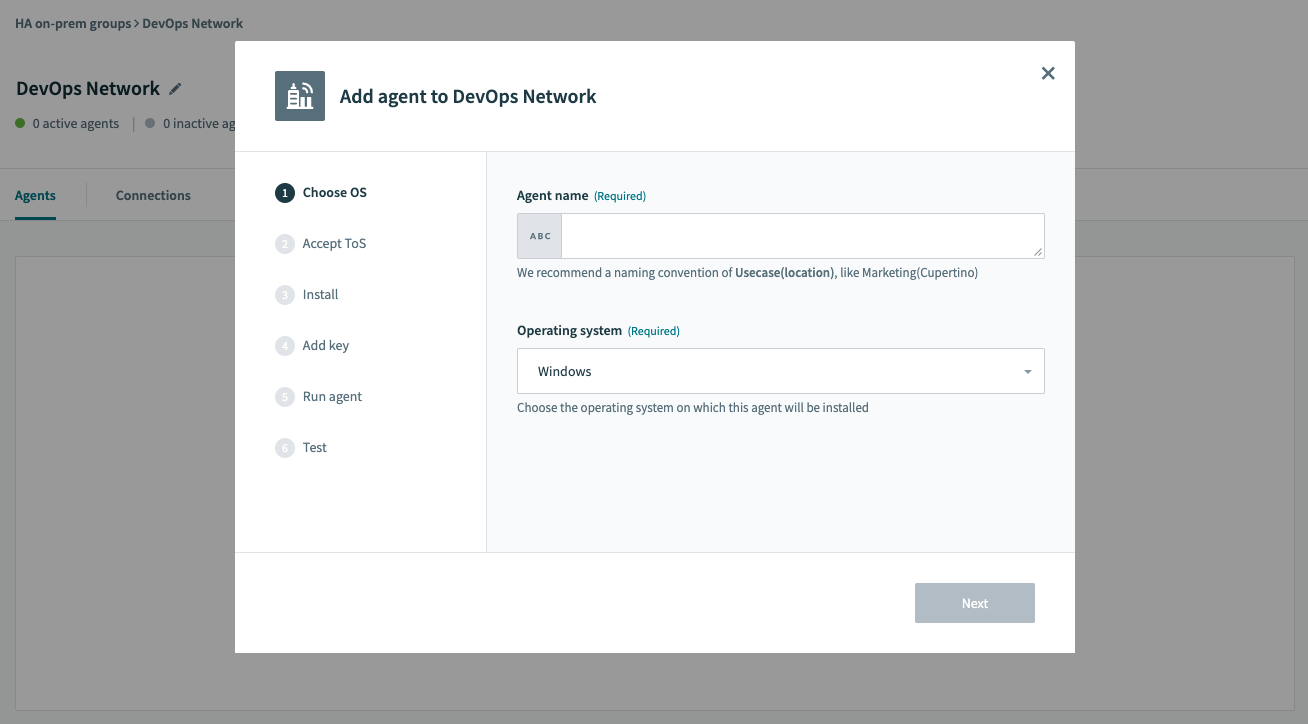 HA on-prem groups > DevOps Network
DevOps Network
0 active agents
0 inactive ag
Agents
Connections
Add agent to DevOps Network
1 Choose OS
2 Accept ToS
3 Install
4 Add key
5 Run agent
6 Test
Agent name (Required)
ABC
We recommend a naming convention of Usecase(location), like Marketing(Cupertino)
Operating system (Required)
Windows
Choose the operating system on which this agent will be installed
Next